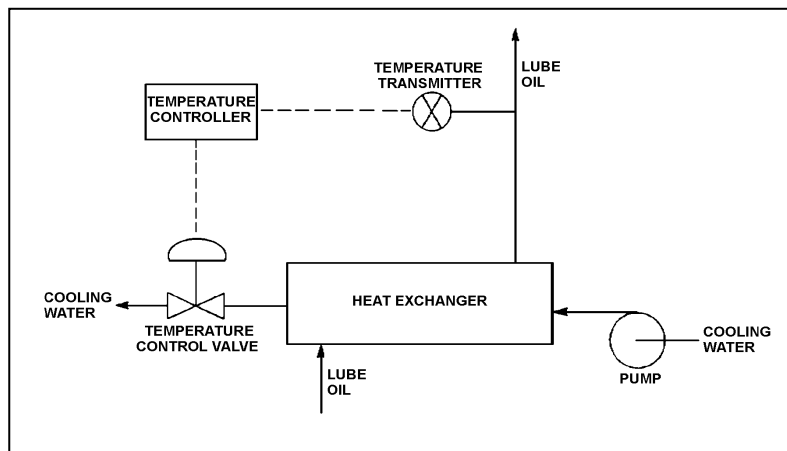 LUBE
OIL
TEMPERATURE
TRANSMITTER
TEMPERATURE
CONTROLLER
COOLING
WATER
TEMPERATURE
CONTROL VALVE
HEAT EXCHANGER
COOLING
WATER
PUMP
LUBE
OIL